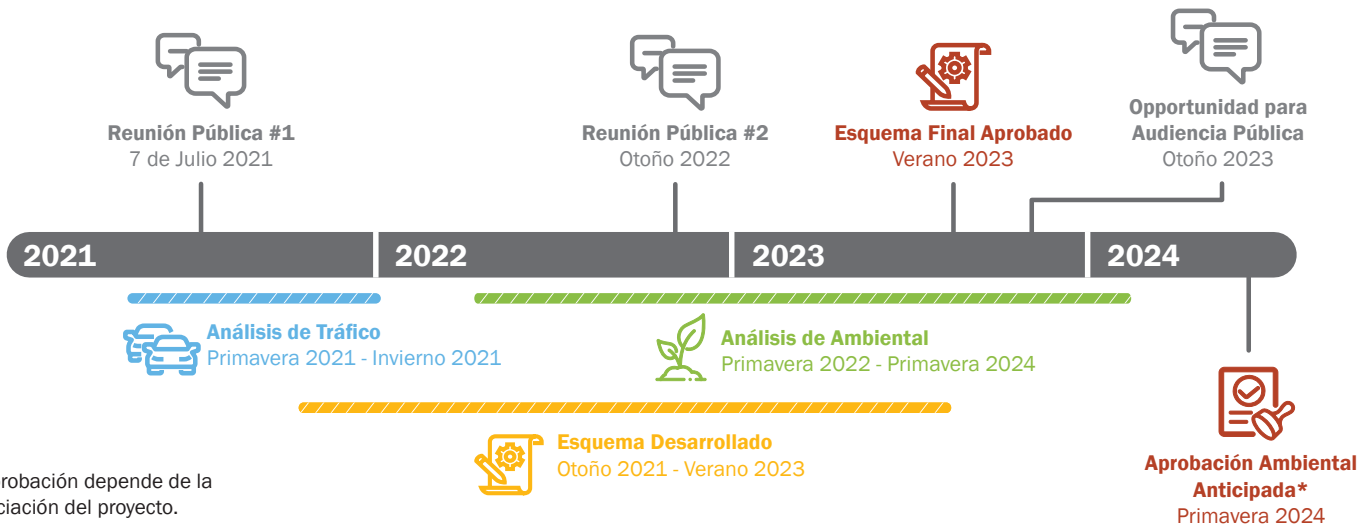 Reunión Pública #1
7 de Julio 2021
Reunión Pública #2
Otoño 2022
Esquema Final Aprobado
Verano 2023
Opportunidad para
Audiencia Pública
Otoño 2023
2021
2022
2023
2024
Análisis de Tráfico
Primavera 2021 - Invierno 2021
Análisis de Ambiental
Primavera 2022 - Primavera 2024
Esquema Desarrollado
Otoño 2021 - Verano 2023
Aprobación Ambiental
Anticipada*
Primavera 2024
depende de la
del proyecto.